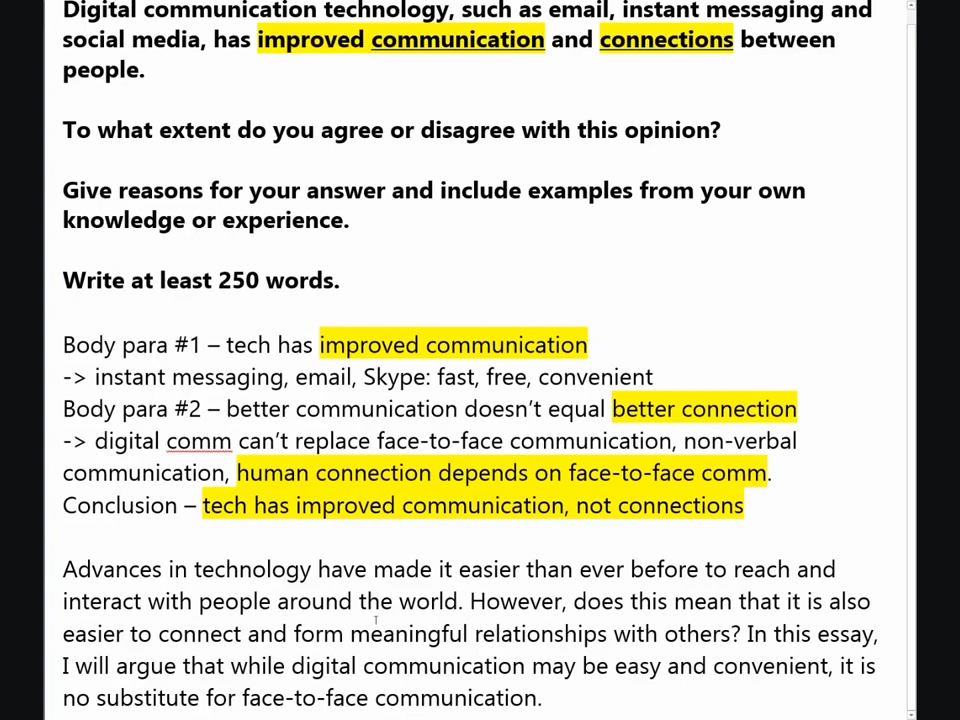 Digital communication technology, such as email, instant messaging and
social media, has improved communication and connections between
people.
To what extent do you agree or disagree with this opinion?
Give reasons for your answer and include examples from your own
knowledge or experience.
Write at least 250 words.
Body para #1 – tech has improved communication
-> instant messaging, email, Skype: fast, free, convenient
Body para #2 – better communication doesn’t equal better connection
-> digital comm can’t replace face-to-face communication, non-verbal
communication, human connection depends on face-to-face comm.
Conclusion – tech has improved communication, not connections
Advances in technology have made it easier than ever before to reach and
interact with people around the world. However, does this mean that it is also
easier to connect and form meaningful relationships with others? In this essay,
I will argue that while digital communication may be easy and convenient, it is
no substitute for face-to-face communication.